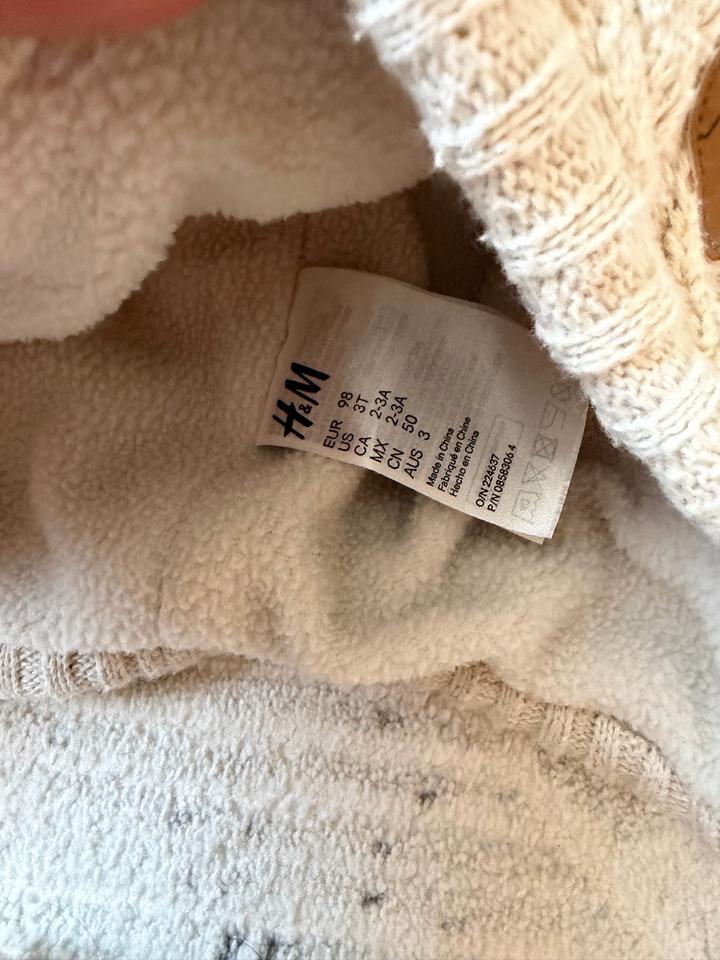 H&M
EUR 98
US 3T
CA 2-3A
MX 2-3A
CN 50
AUS 3
Made in China
Fabriqué en Chine
Hecho en China
O/N 224637
P/N 0858306 4